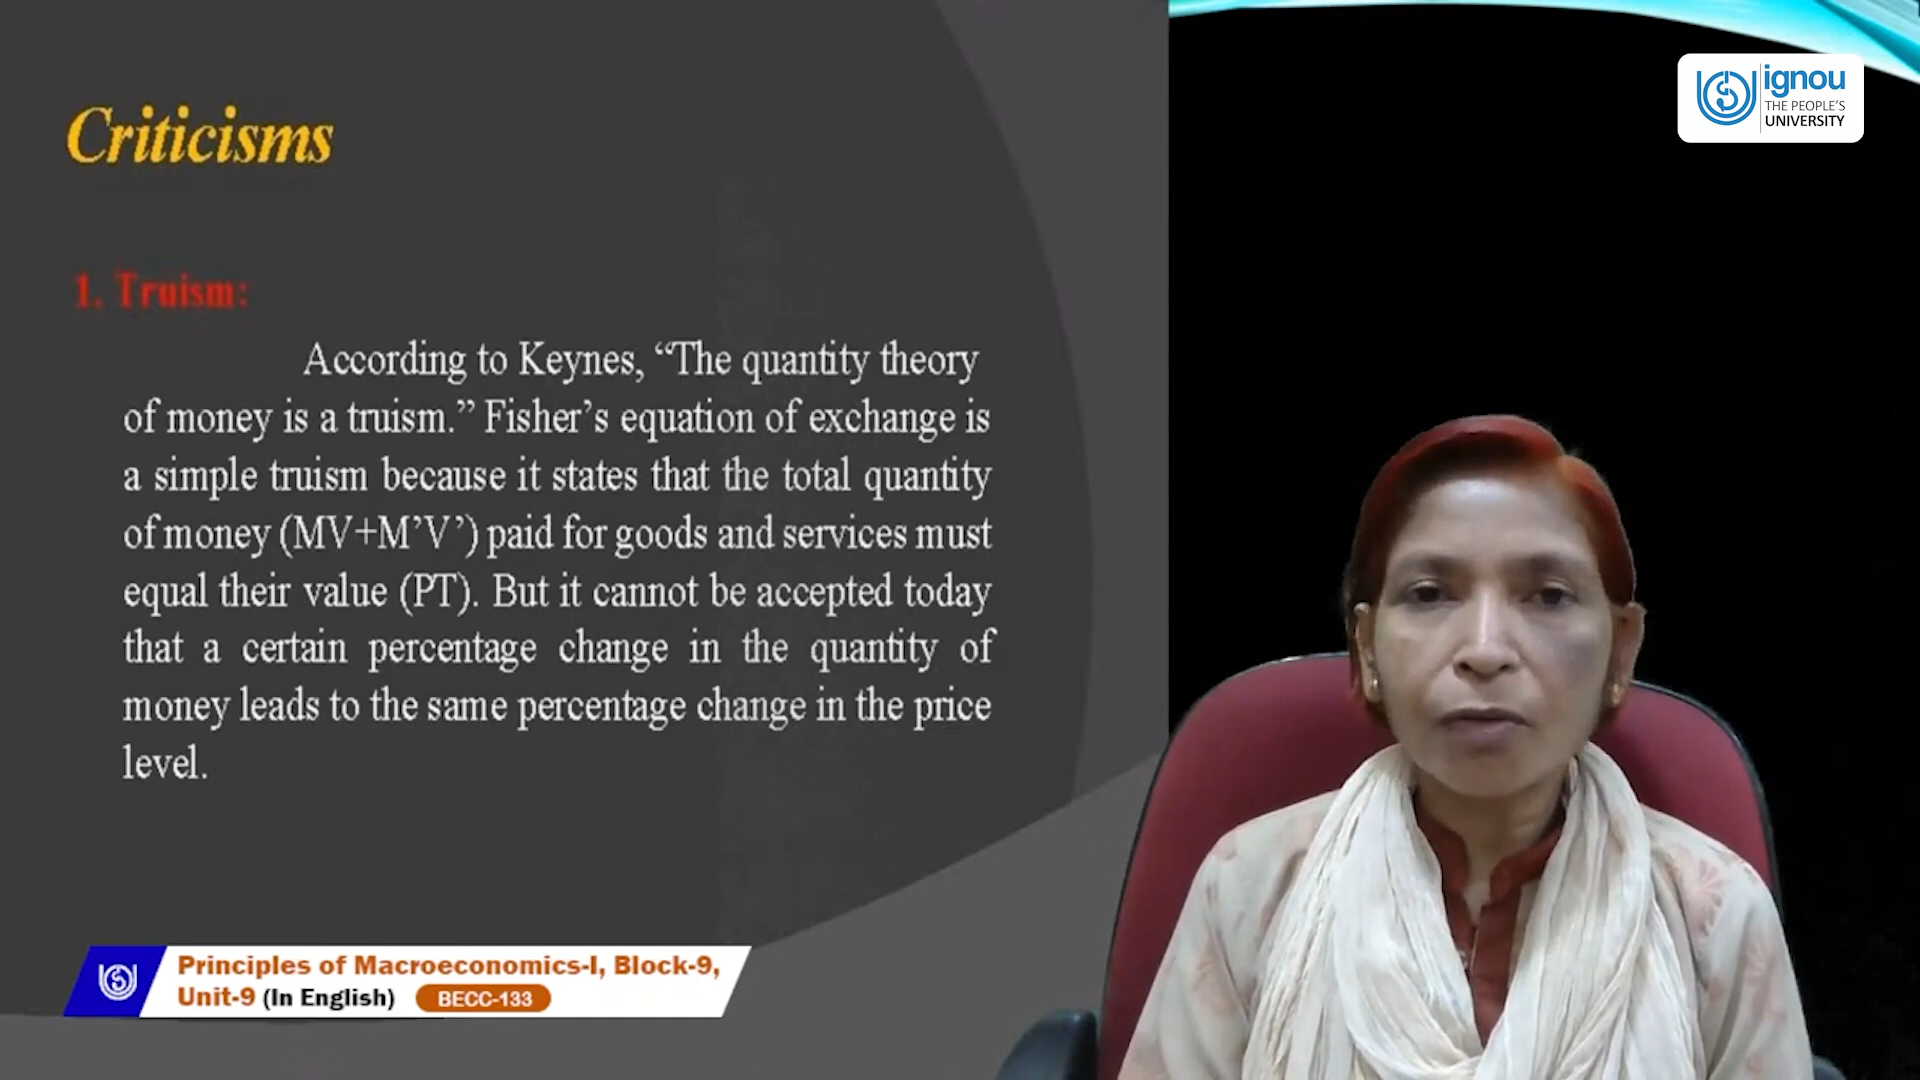 Criticisms
1. Truism:
According to Keynes, “The quantity theory
of money is a truism.” Fisher’s equation of exchange is
a simple truism because it states that the total quantity
of money (MV+M’V’) paid for goods and services must
equal their value (PT). But it cannot be accepted today
that a certain percentage change in the quantity of
money leads to the same percentage change in the price
level.
ignou
THE PEOPLE'S
UNIVERSITY
Principles of Macroeconomics-I, Block-9,
Unit-9 (In English) BECC-133